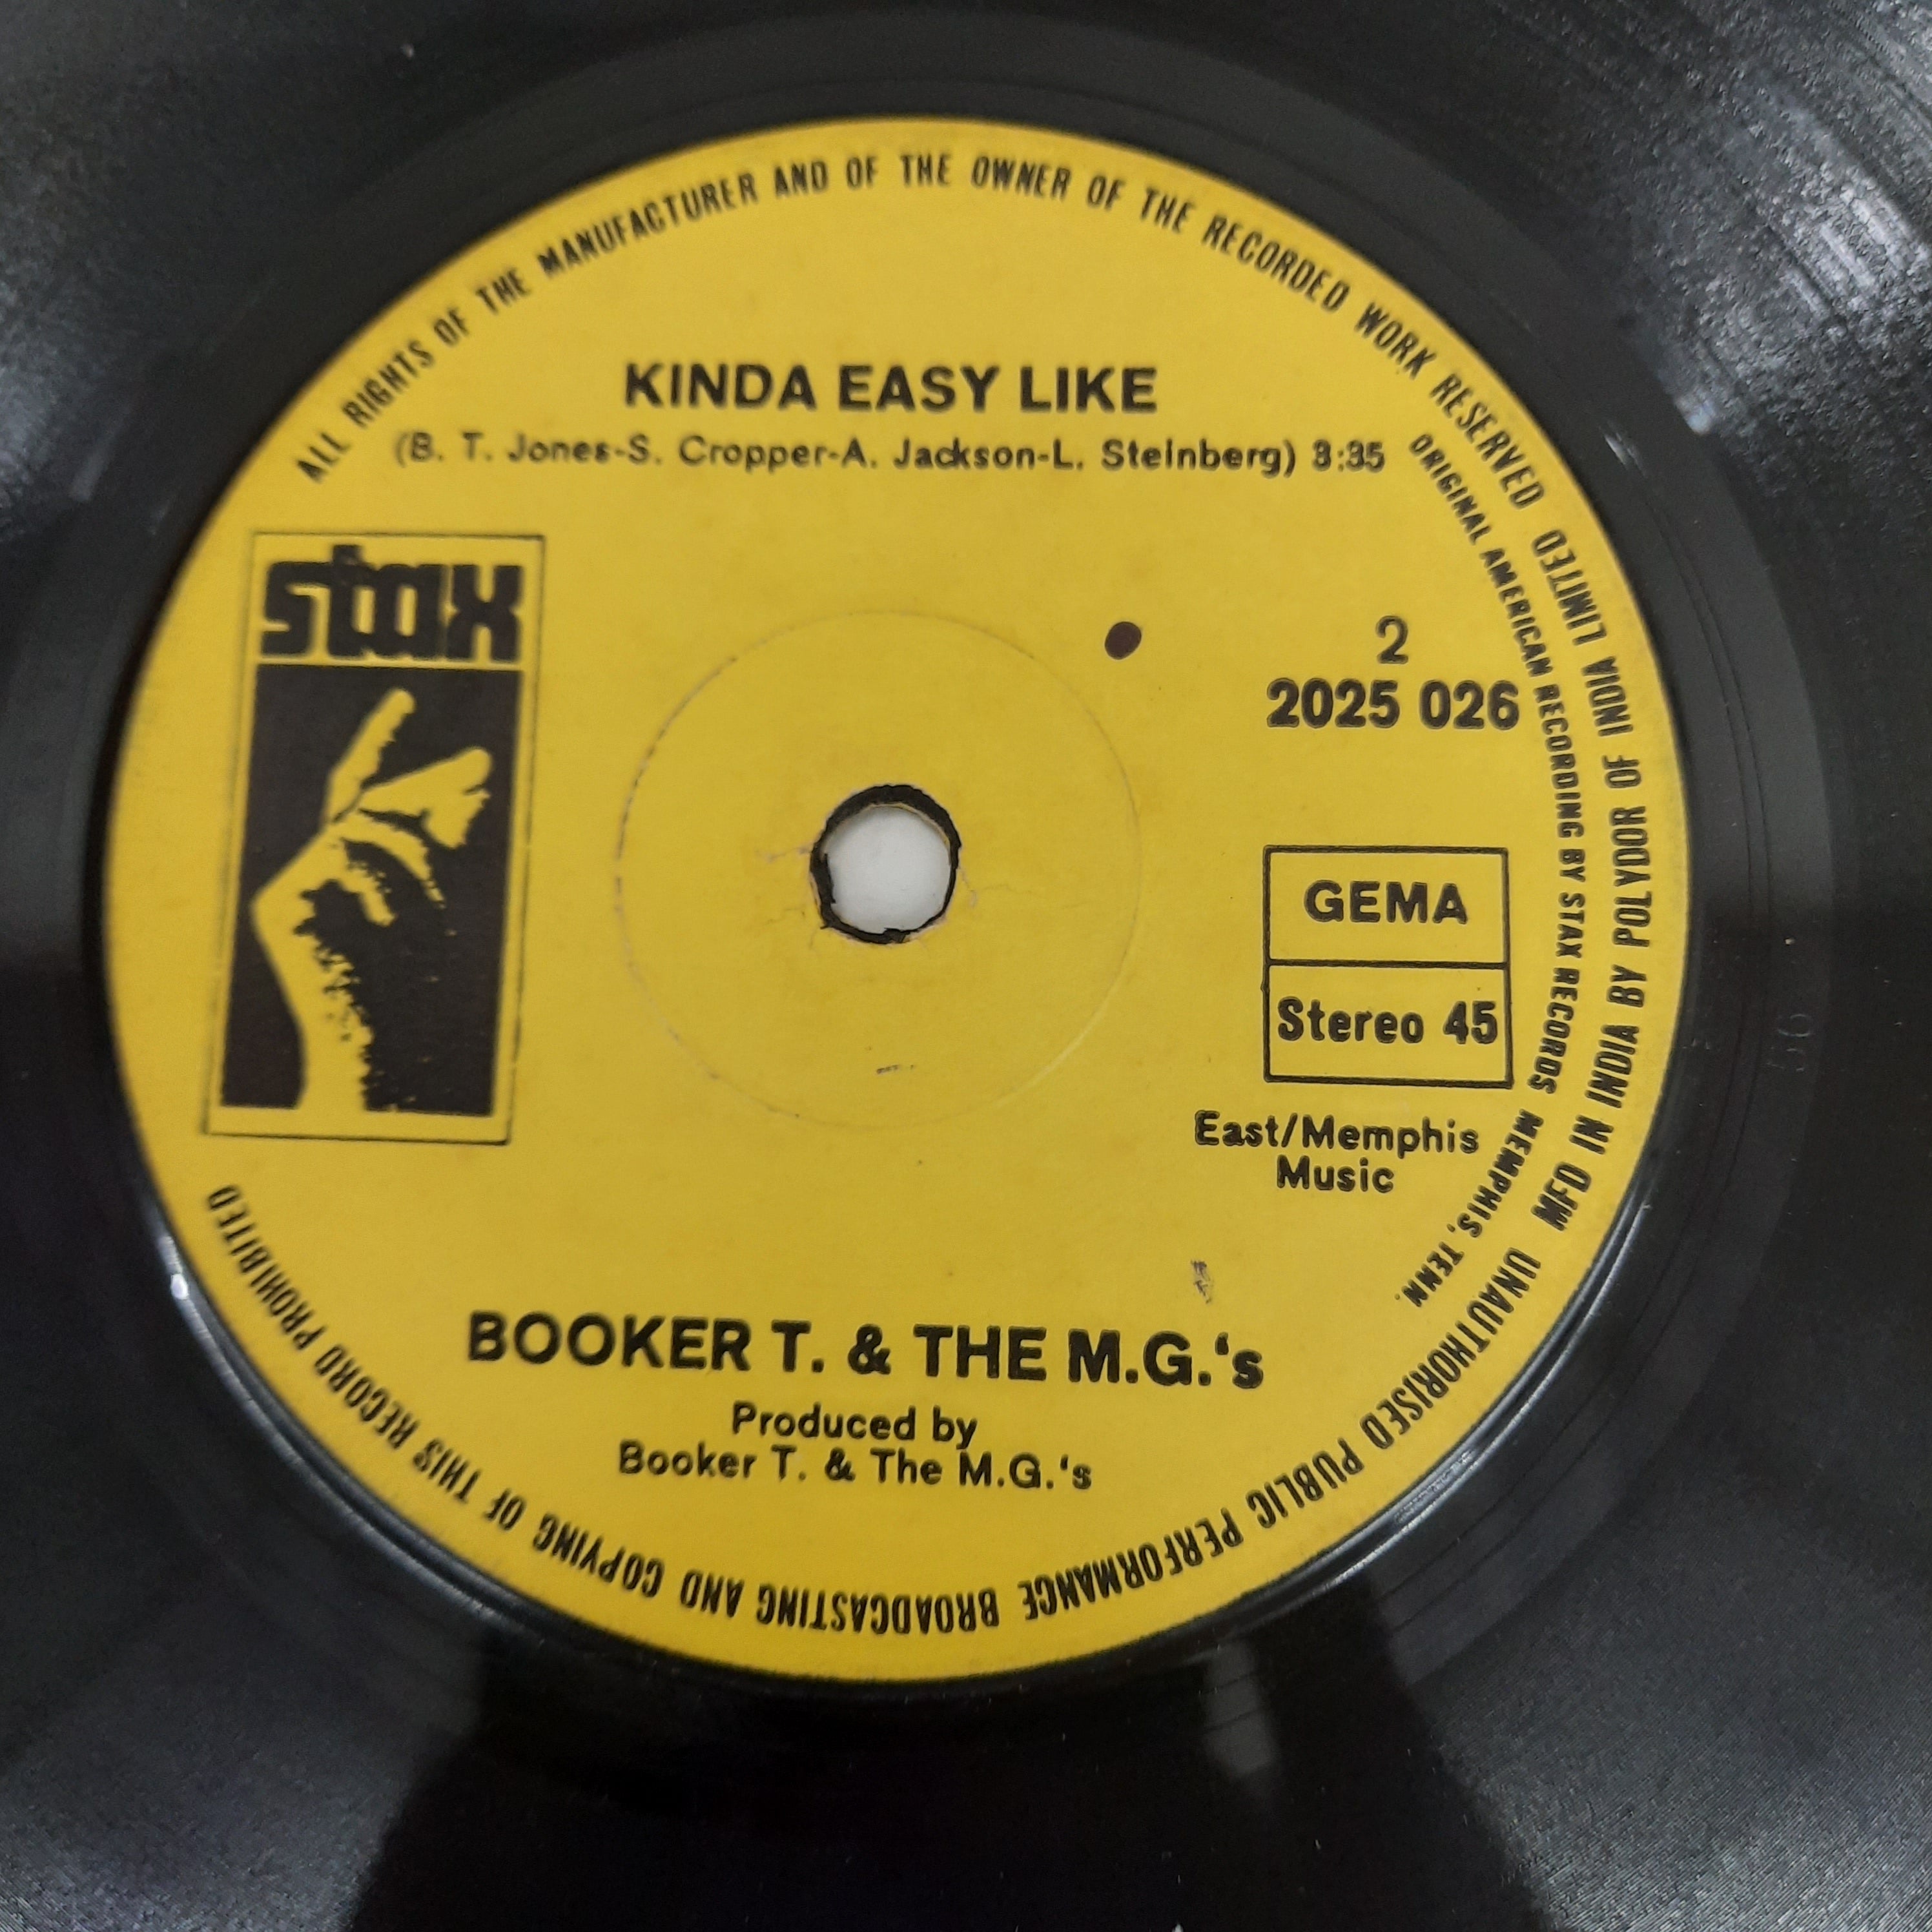 ALL RIGHTS OF THE MANUFACTURER AND OF THE OWNER OF THE RECORDED WORK RESERVED
KINDA EASY LIKE
(B. T. Jones-S. Cropper-A. Jackson-L. Steinberg) 3:35
stax
2
2025 026
GEMA
Stereo 45
East/Memphis
Music
ORIGINAL AMERICAN RECORDING BY STAX RECORDS MEMPHIS, TENN.
MFD IN INDIA BY POLYDOR OF INDIA LIMITED
BOOKER T. & THE M.G.‘s
Produced by
Booker T. & The M.G.‘s
UNAUTHORISED PUBLIC PERFORMANCE BROADCASTING AND COPYING OF THIS RECORD PROHIBITED